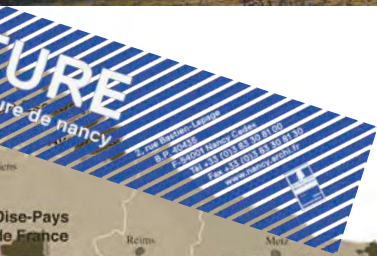 TURE
ure de nancy
2, rue Bastien-Lepage
B.P. 40435
F-54001 Nancy Cedex
Tél +33 (0)3 83 30 81 00
Fax +33 (0)3 83 30 81 30
www.nancy.archi.fr
iens
Oise-Pays
de France
Reims
Metz